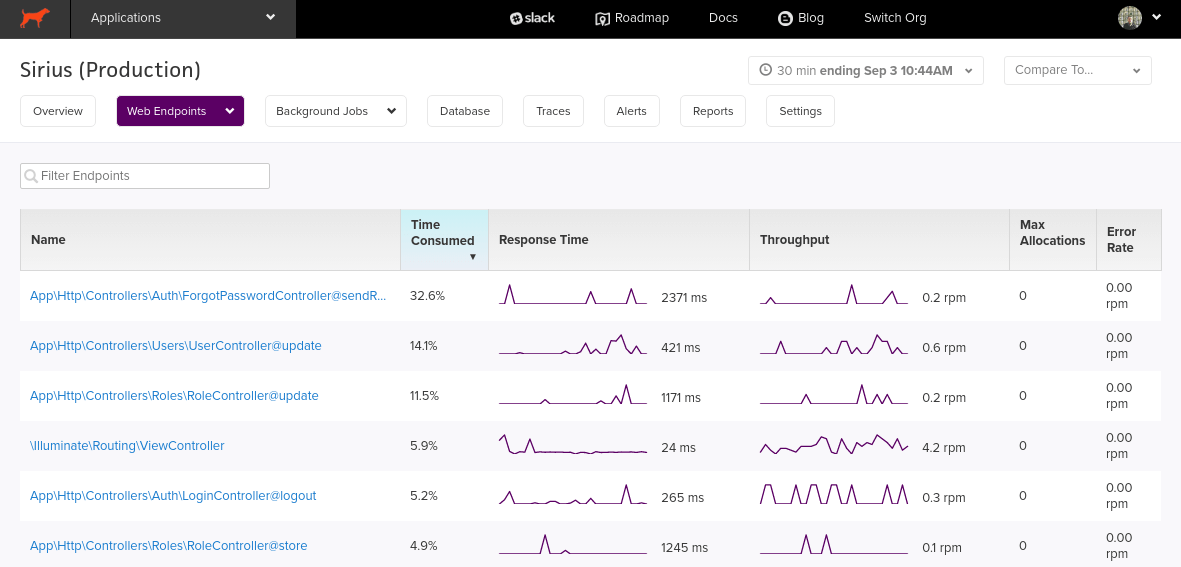 Applications
slack
Roadmap
Docs
Blog
Switch Org
Sirius (Production)
30 min ending Sep 3 10:44AM
Compare To...
Overview
Web Endpoints
Background Jobs
Database
Traces
Alerts
Reports
Settings
Filter Endpoints
Name
Time
Consumed
▼
Response Time
Throughput
Max
Allocations
Error
Rate
App\Http\Controllers\Auth\ForgotPasswordController@sendR...
32.6%
2371 ms
0.2 rpm
0
0.00
rpm
App\Http\Controllers\Users\UserController@update
14.1%
421 ms
0.6 rpm
0
0.00
rpm
App\Http\Controllers\Roles\RoleController@update
11.5%
1171 ms
0.2 rpm
0
0.00
rpm
\Illuminate\Routing\ViewController
5.9%
24 ms
4.2 rpm
0
0.00
rpm
App\Http\Controllers\Auth\LoginController@logout
5.2%
265 ms
0.3 rpm
0
0.00
rpm
App\Http\Controllers\Roles\RoleController@store
4.9%
1245 ms
0.1 rpm
0
0.00
rpm